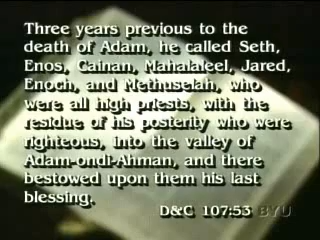 Three years previous to the
death of Adam, he called Seth,
Enos, Cainan, Mahalaleel, Jared,
Enoch, and Methuselah, who
were all high priests, with the
residue of his posterity who were
righteous, into the valley of
Adam-ondi-Ahman, and there
bestowed upon them his last
blessing.
D&C 107:53 BYU